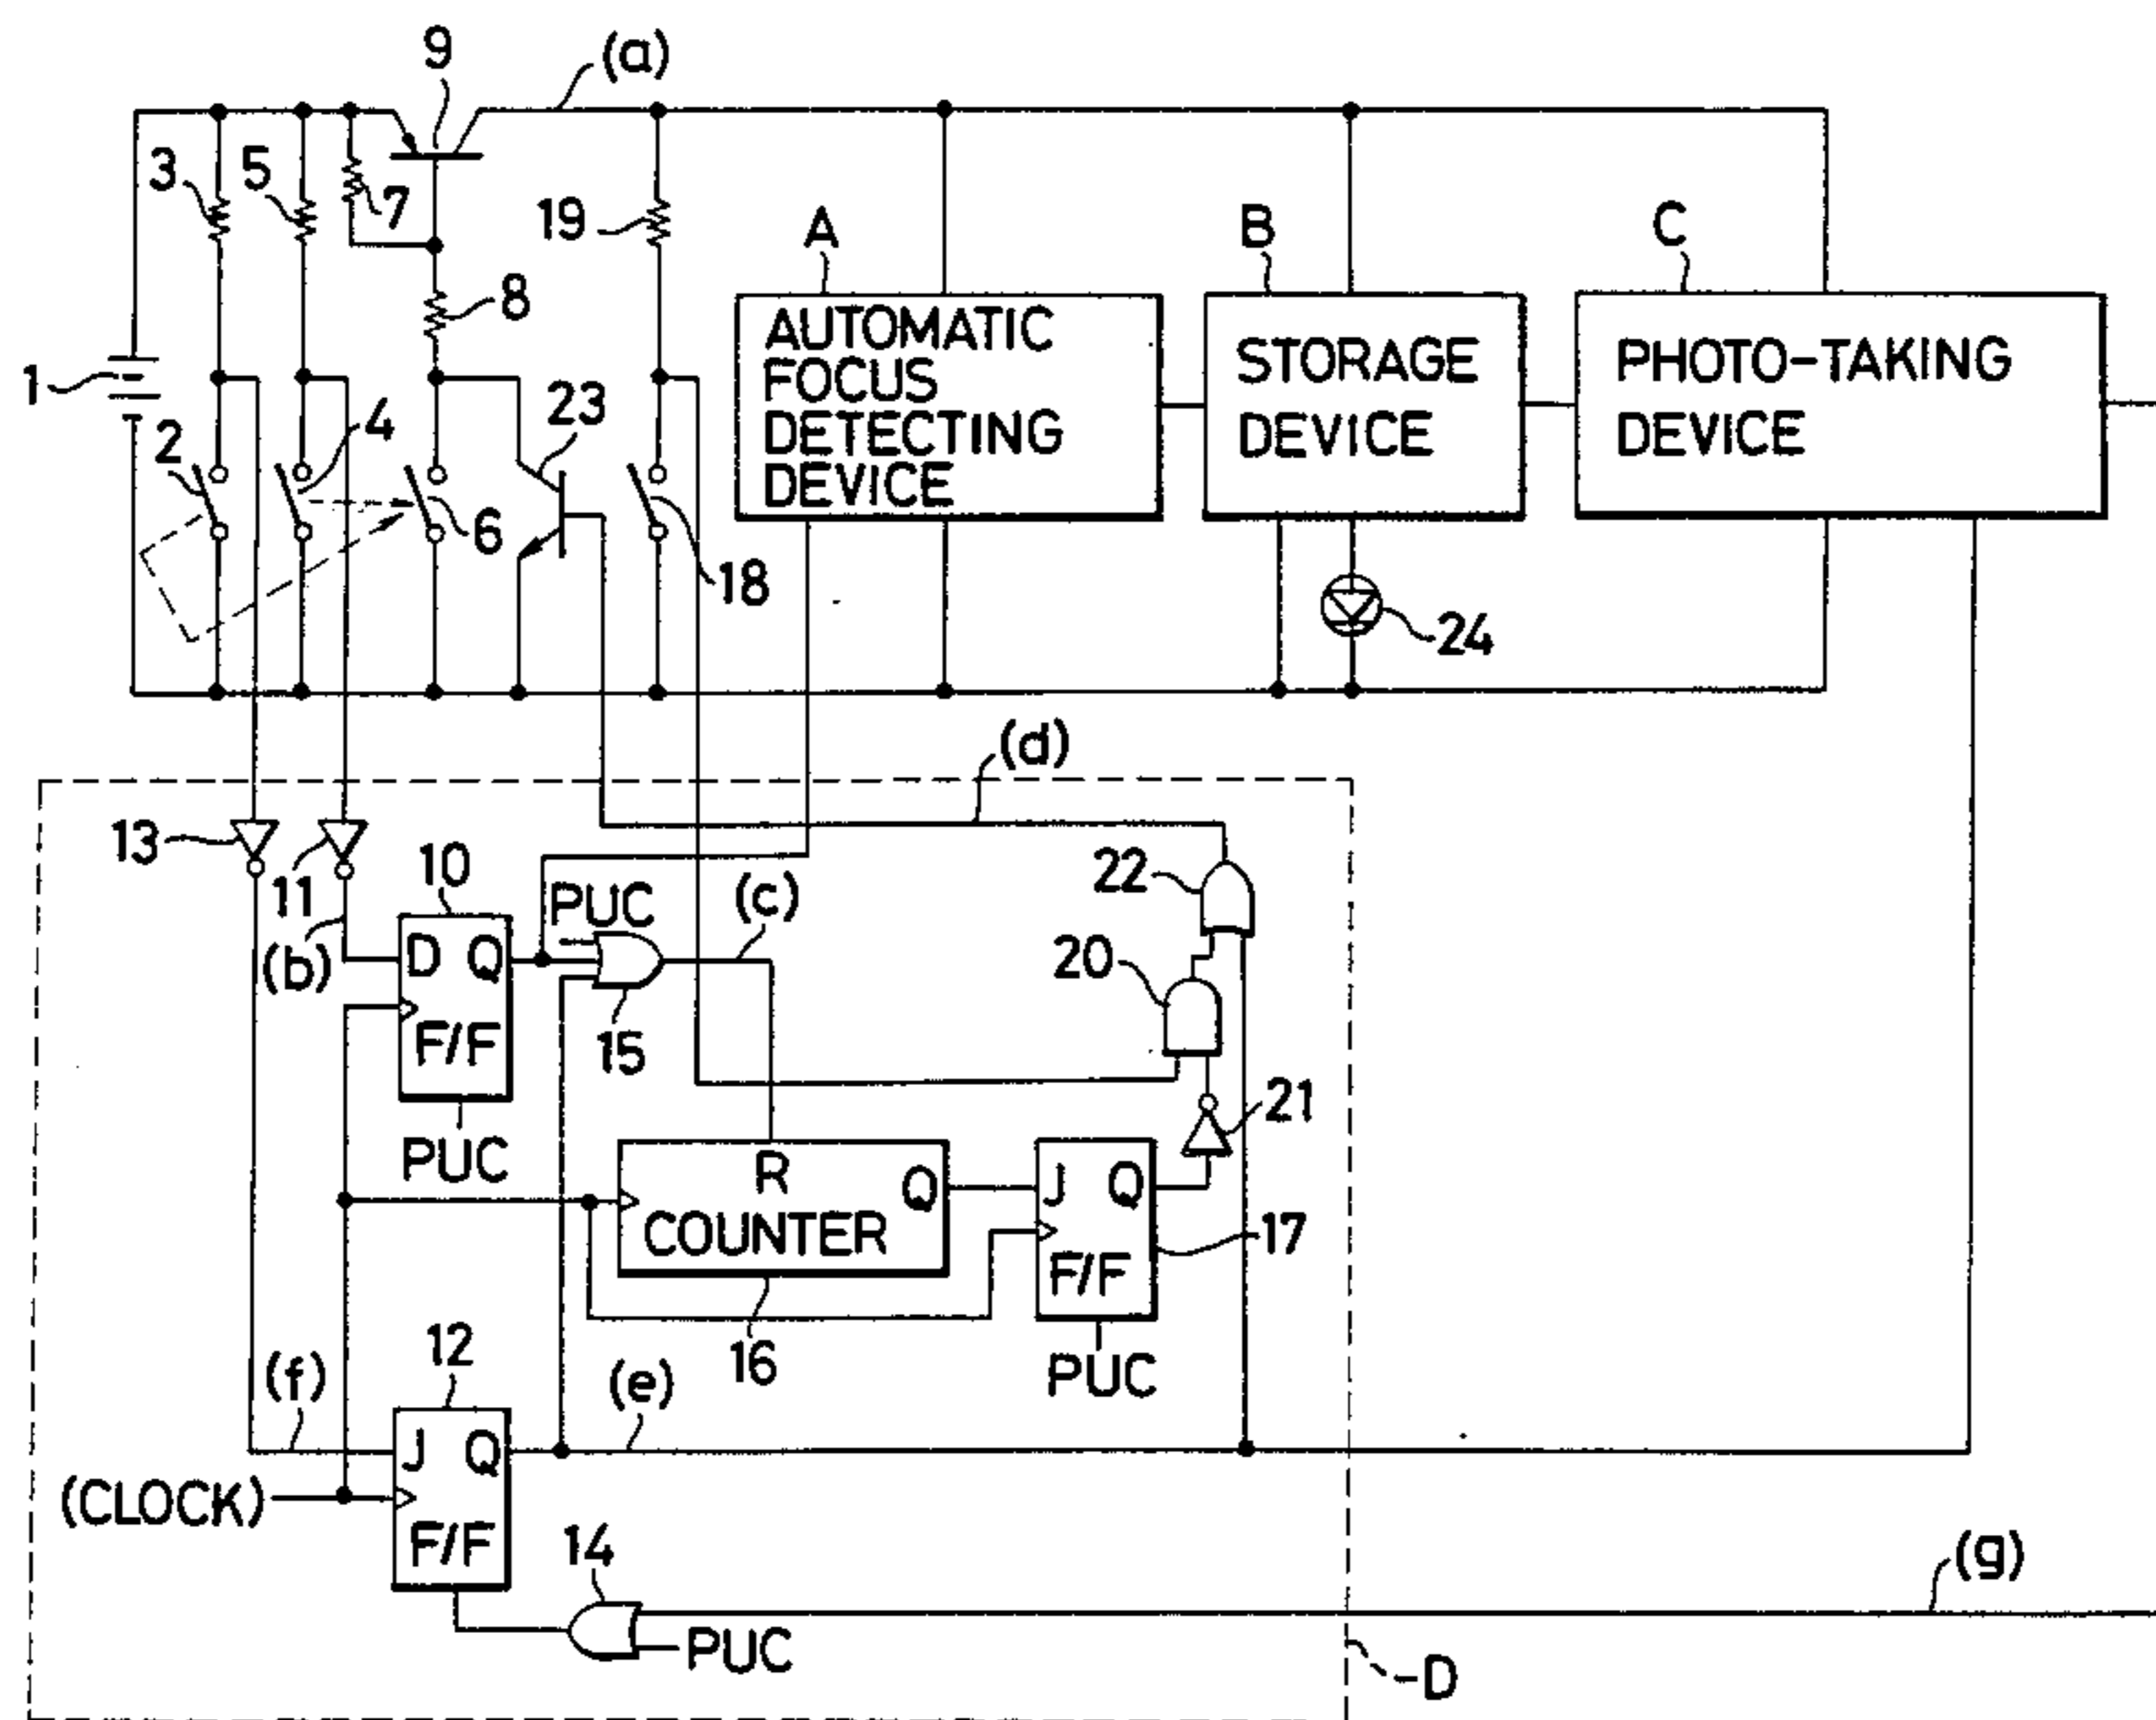 9
(a)
3
5
7
19
A
B
C
8
AUTOMATIC
FOCUS
DETECTING
DEVICE
STORAGE
DEVICE
PHOTO-TAKING
DEVICE
1
23
2
4
6
18
24
(d)
13
11
10
PUC
(c)
22
(b)
D Q
F/F
15
20
PUC
21
R
Q
COUNTER
J Q
F/F
17
16
PUC
12
(f)
(e)
J Q
(CLOCK)
F/F
14
PUC
(g)
D